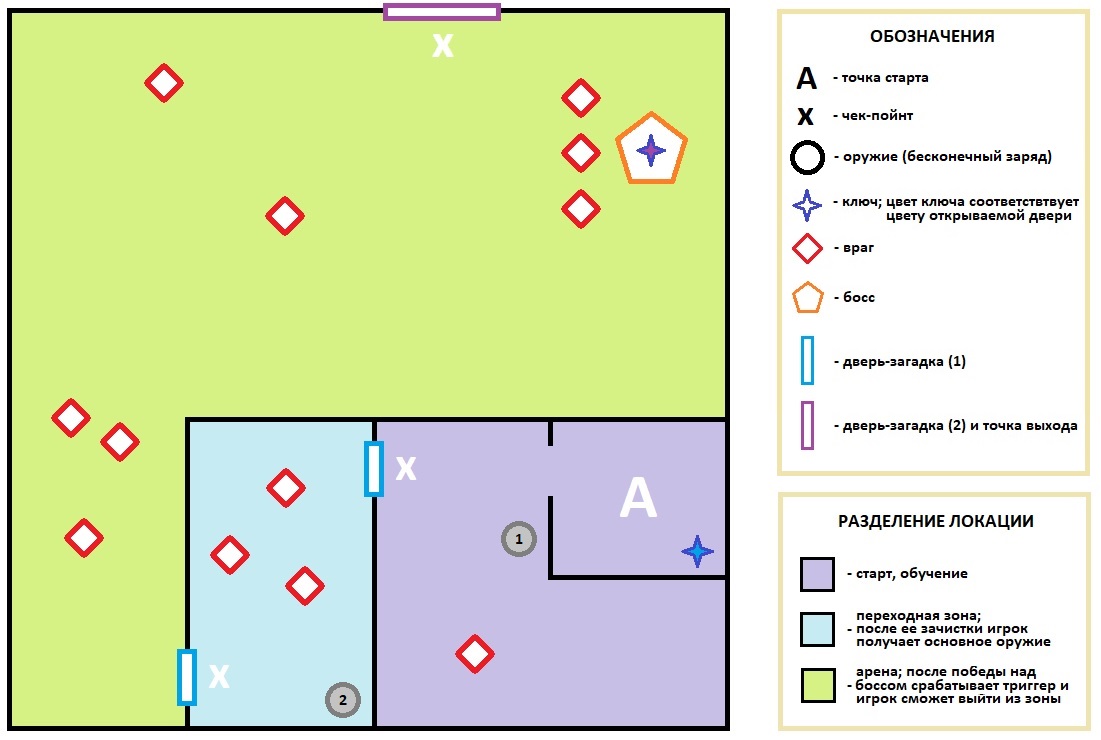 X
X
A
1
X
2
ОБОЗНАЧЕНИЯ
A - точка старта
X - чек-пойнт
- оружие (бесконечный заряд)
- ключ; цвет ключа соответствтвует
цвету открываемой двери
- враг
- босс
- дверь-загадка (1)
- дверь-загадка (2) и точка выхода
РАЗДЕЛЕНИЕ ЛОКАЦИИ
- старт, обучение
переходная зона;
- после ее зачистки игрок
получает основное оружие
арена; после победы над
- боссом срабатывает триггер и
игрок сможет выйти из зоны